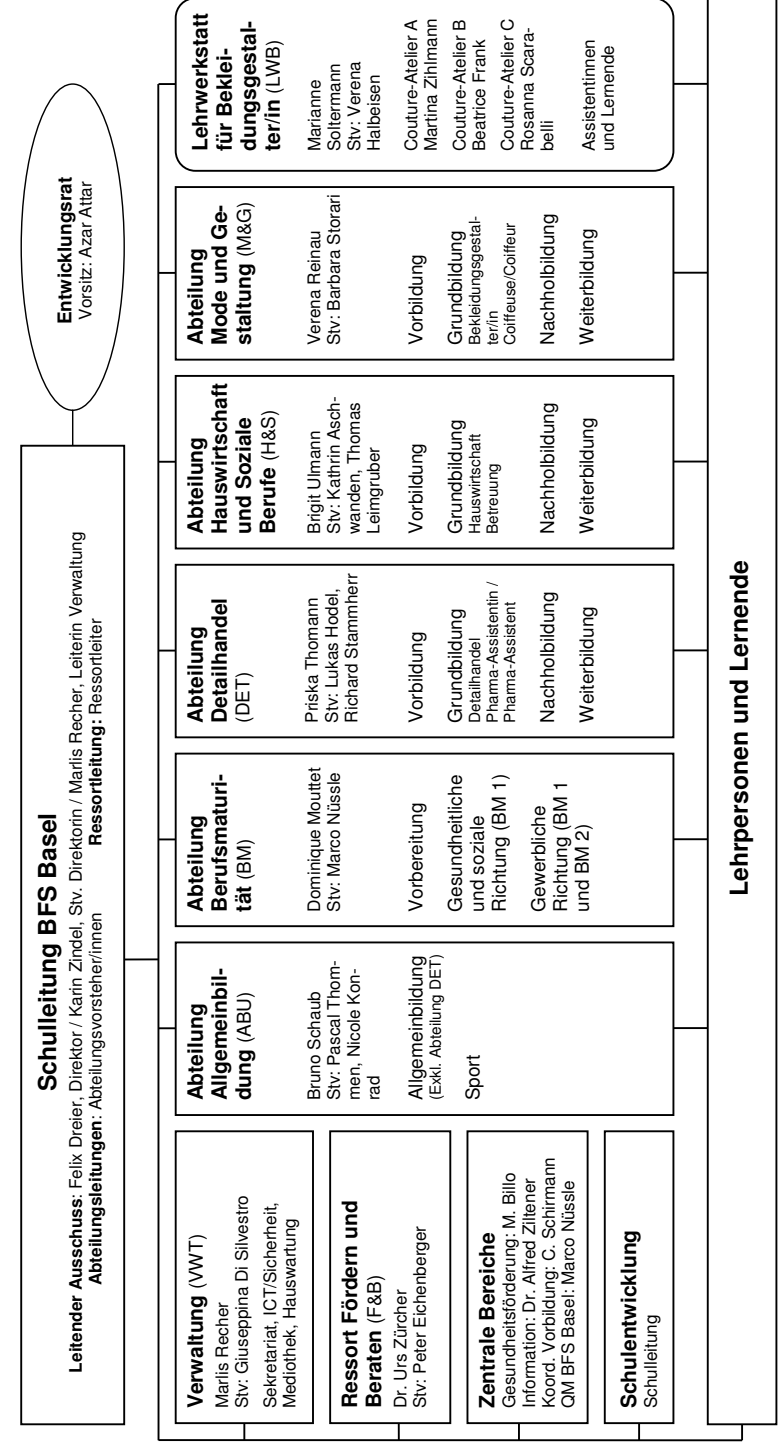 Schulleitung BFS Basel
Leitender Ausschuss: Felix Dreier, Direktor / Karin Zindel, Stv. Direktorin / Marlis Recher, Leiterin Verwaltung
Abteilungsleitungen: Abteilungsvorsteher/innen Ressortleitung: Ressortleiter
Entwicklungsrat
Vorsitz: Azar Attar
Verwaltung (VWT)
Marlis Recher
Stv: Giuseppina Di Silvestro
Sekretariat, ICT/Sicherheit,
Mediothek, Hauswartung
Ressort Fördern und
Beraten (F&B)
Dr. Urs Zürcher
Stv: Peter Eichenberger
Zentrale Bereiche
Gesundheitsförderung: M. Billo
Information: Dr. Alfred Ziltener
Koord. Vorbildung: C. Schirmann
QM BFS Basel: Marco Nüssle
Schulentwicklung
Schulleitung
Abteilung
Allgemeinbil-
dung (ABU)
Bruno Schaub
Stv: Pascal Thom-
men, Nicole Kon-
rad
Allgemeinbildung
(Exkl. Abteilung DET)
Sport
Abteilung
Berufsmaturi-
tät (BM)
Dominique Mouttet
Stv: Marco Nüssle
Vorbereitung
Gesundheitliche
und soziale
Richtung (BM 1)
Gewerbliche
Richtung (BM 1
und BM 2)
Abteilung
Detailhandel
(DET)
Priska Thomann
Stv: Lukas Hodel,
Richard Stammherr
Vorbildung
Grundbildung
Detailhandel
Pharma-Assistentin /
Pharma-Assistent
Nachholbildung
Weiterbildung
Abteilung
Hauswirtschaft
und Soziale
Berufe (H&S)
Brigit Ulmann
Stv: Kathrin Asch-
wanden, Thomas
Leimgruber
Vorbildung
Grundbildung
Hauswirtschaft
Betreuung
Nachholbildung
Weiterbildung
Abteilung
Mode und Ge-
staltung (M&G)
Verena Reinau
Stv: Barbara Storari
Vorbildung
Grundbildung
Bekleidungsgestal-
ter/in
Coiffeuse/Coiffeur
Nachholbildung
Weiterbildung
Lehrwerkstatt
für Beklei-
dungsgestal-
ter/in (LWB)
Marianne
Soltermann
Stv: Verena
Halbeisen
Couture-Atelier A
Martina Zihlmann
Couture-Atelier B
Beatrice Frank
Couture-Atelier C
Rosanna Scara-
belli
Assistentinnen
und Lernende
Lehrpersonen und Lernende